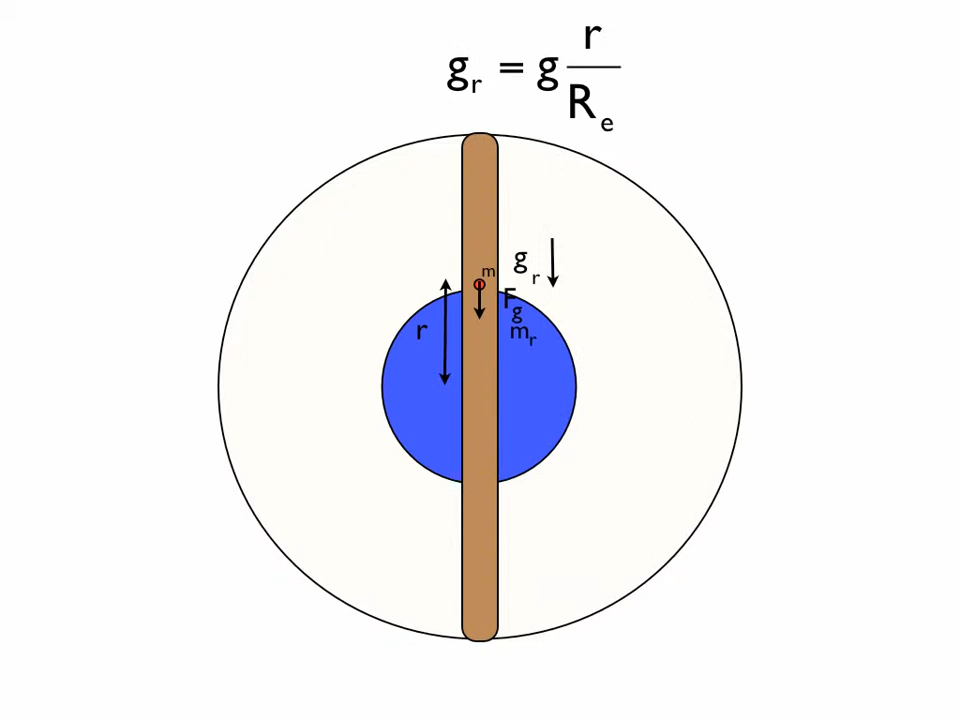 g_r = g r/R_e
m
g_r
F_g
r
m_r